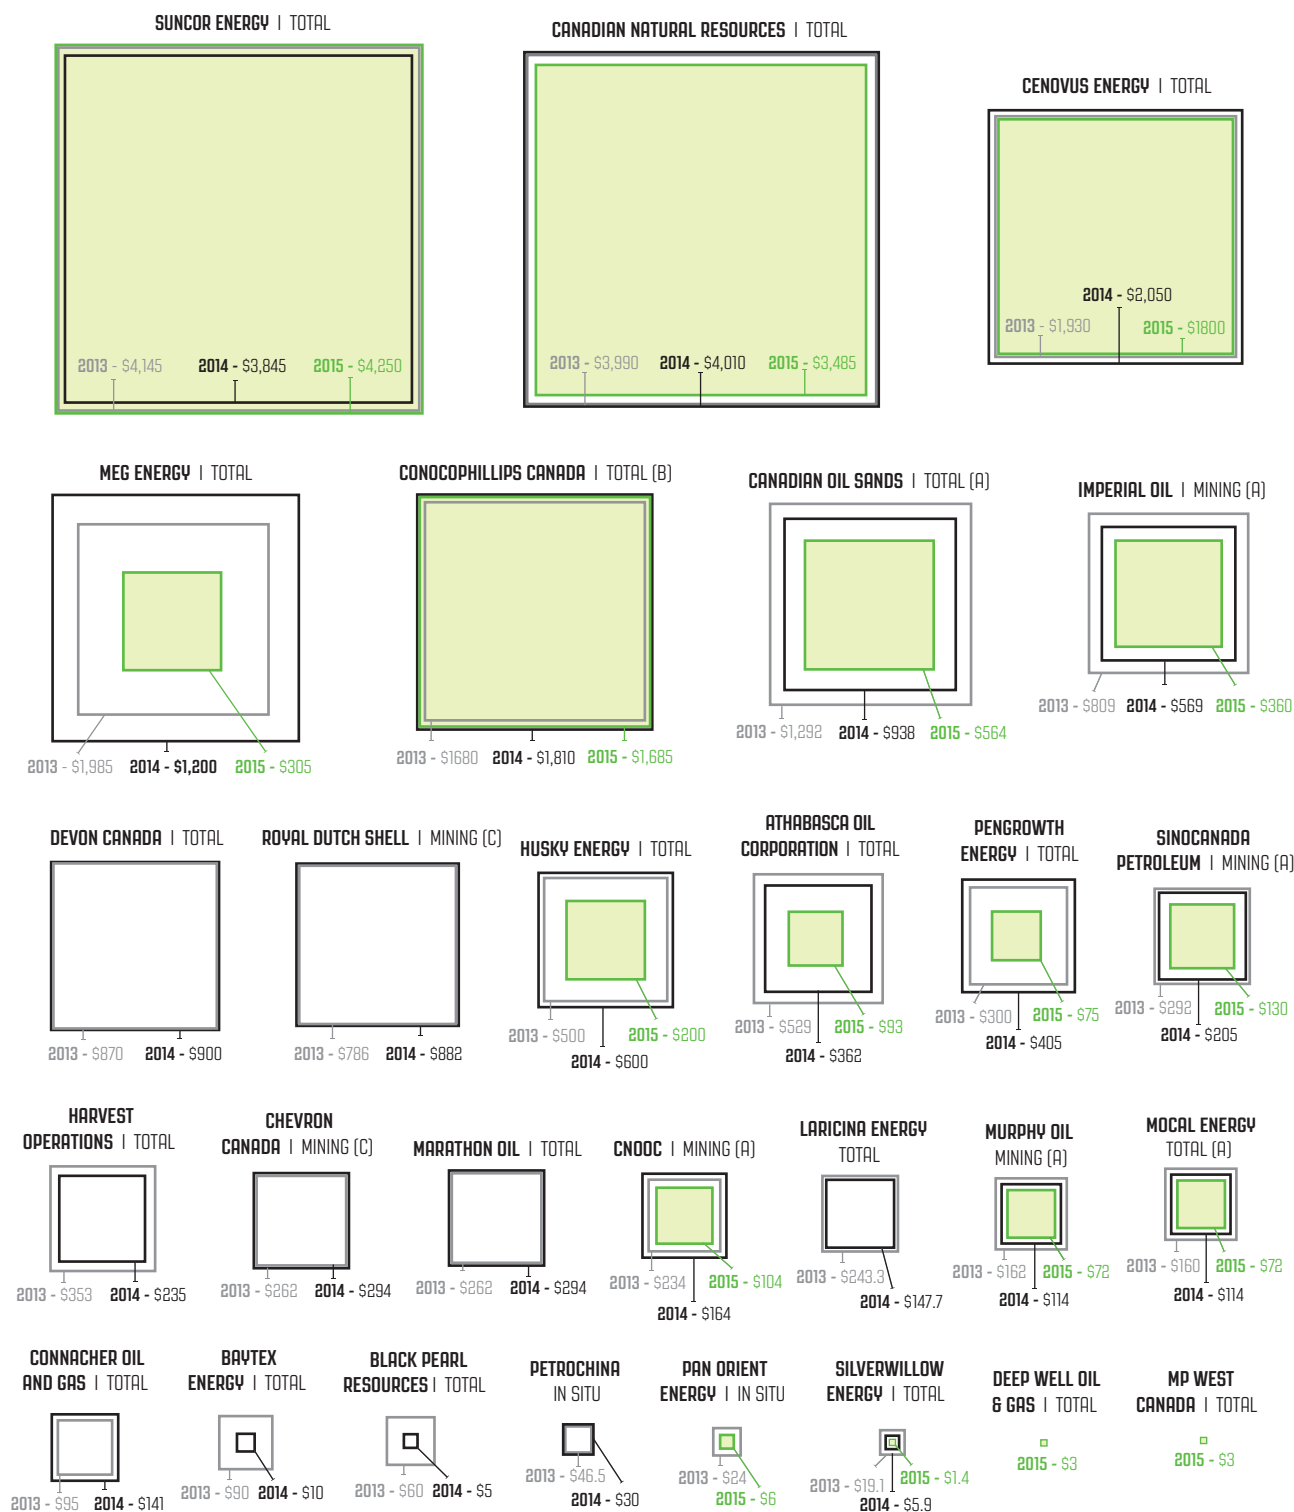 SUNCOR ENERGY | TOTAL
2013 - $4,145 2014 - $3,845 2015 - $4,250
CANADIAN NATURAL RESOURCES | TOTAL
2013 - $3,990 2014 - $4,010 2015 - $3,485
CENOVUS ENERGY | TOTAL
2014 - $2,050
2013 - $1,930 2015 - $1800
MEG ENERGY | TOTAL
2013 - $1,985 2014 - $1,200 2015 - $305
CONOCOPHILLIPS CANADA | TOTAL (B)
2013 - $1680 2014 - $1,810 2015 - $1,685
CANADIAN OIL SANDS | TOTAL (A)
2013 - $1,292 2014 - $938 2015 - $564
IMPERIAL OIL | MINING (A)
2013 - $809 2014 - $569 2015 - $360
DEVON CANADA | TOTAL
2013 - $870 2014 - $900
ROYAL DUTCH SHELL | MINING (C)
2013 - $786 2014 - $882
HUSKY ENERGY | TOTAL
2013 - $500 2015 - $200
2014 - $600
ATHABASCA OIL
CORPORATION | TOTAL
2013 - $529 2015 - $93
2014 - $362
PENGROWTH
ENERGY | TOTAL
2013 - $300 2015 - $75
2014 - $405
SINOCANADA
PETROLEUM | MINING (A)
2013 - $292 2015 - $130
2014 - $205
HARVEST
OPERATIONS | TOTAL
2013 - $353 2014 - $235
CHEVRON
CANADA | MINING (C)
2013 - $262 2014 - $294
MARATHON OIL | TOTAL
2013 - $262 2014 - $294
CNOOC | MINING (A)
2013 - $234 2015 - $104
2014 - $164
LARICINA ENERGY
TOTAL
2013 - $243.3
2014 - $147.7
MURPHY OIL
MINING (A)
2013 - $162 2015 - $72
2014 - $114
MOCAL ENERGY
TOTAL (A)
2013 - $160 2015 - $72
2014 - $114
CONNACHER OIL
AND GAS | TOTAL
2013 - $95 2014 - $141
BAYTEX
ENERGY | TOTAL
2013 - $90 2014 - $10
BLACK PEARL
RESOURCES | TOTAL
2013 - $60 2014 - $5
PETROCHINA
IN SITU
2013 - $46.5
2014 - $30
PAN ORIENT
ENERGY | IN SITU
2013 - $24
2015 - $6
SILVERWILLOW
ENERGY | TOTAL
2013 - $19.1 2015 - $1.4
2014 - $5.9
DEEP WELL OIL
& GAS | TOTAL
2015 - $3
MP WEST
CANADA | TOTAL
2015 - $3